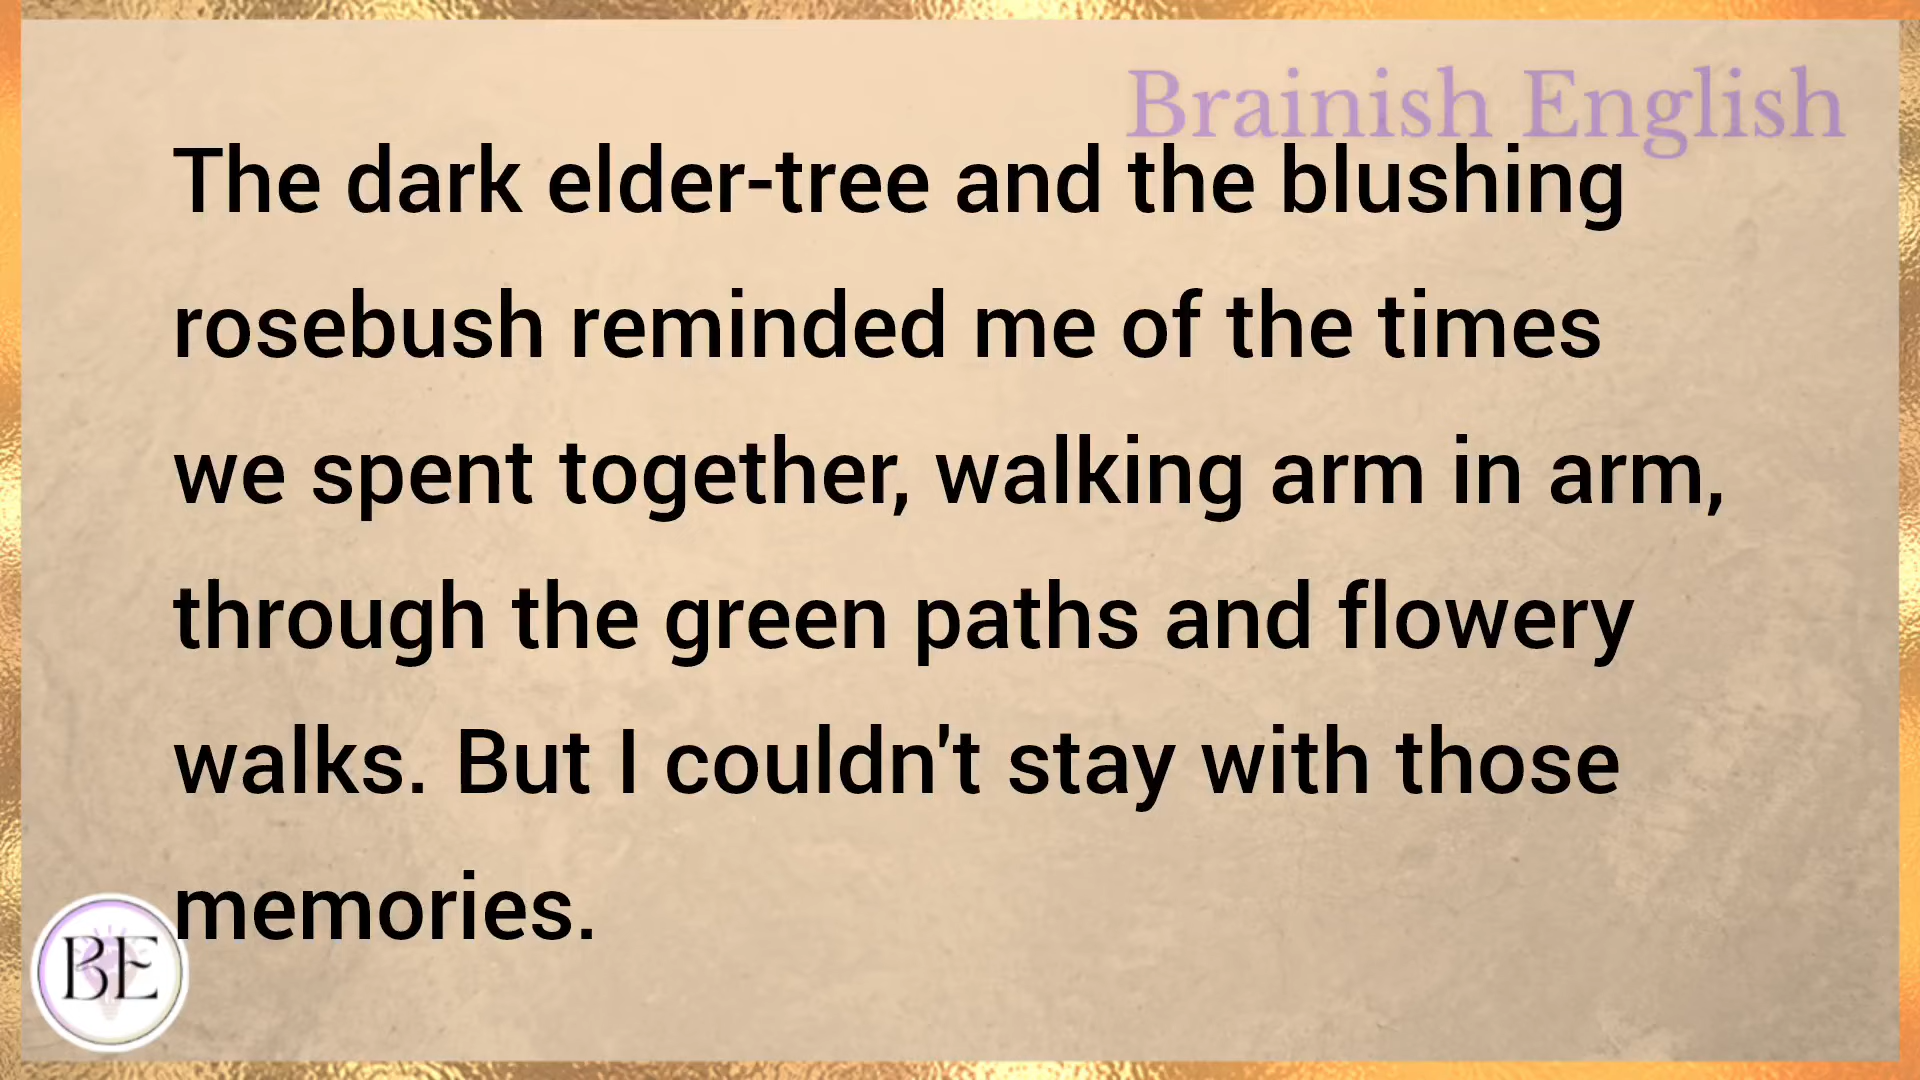 Brainish English
The dark elder-tree and the blushing
rosebush reminded me of the times
we spent together, walking arm in arm,
through the green paths and flowery
walks. But I couldn't stay with those
memories.
BE